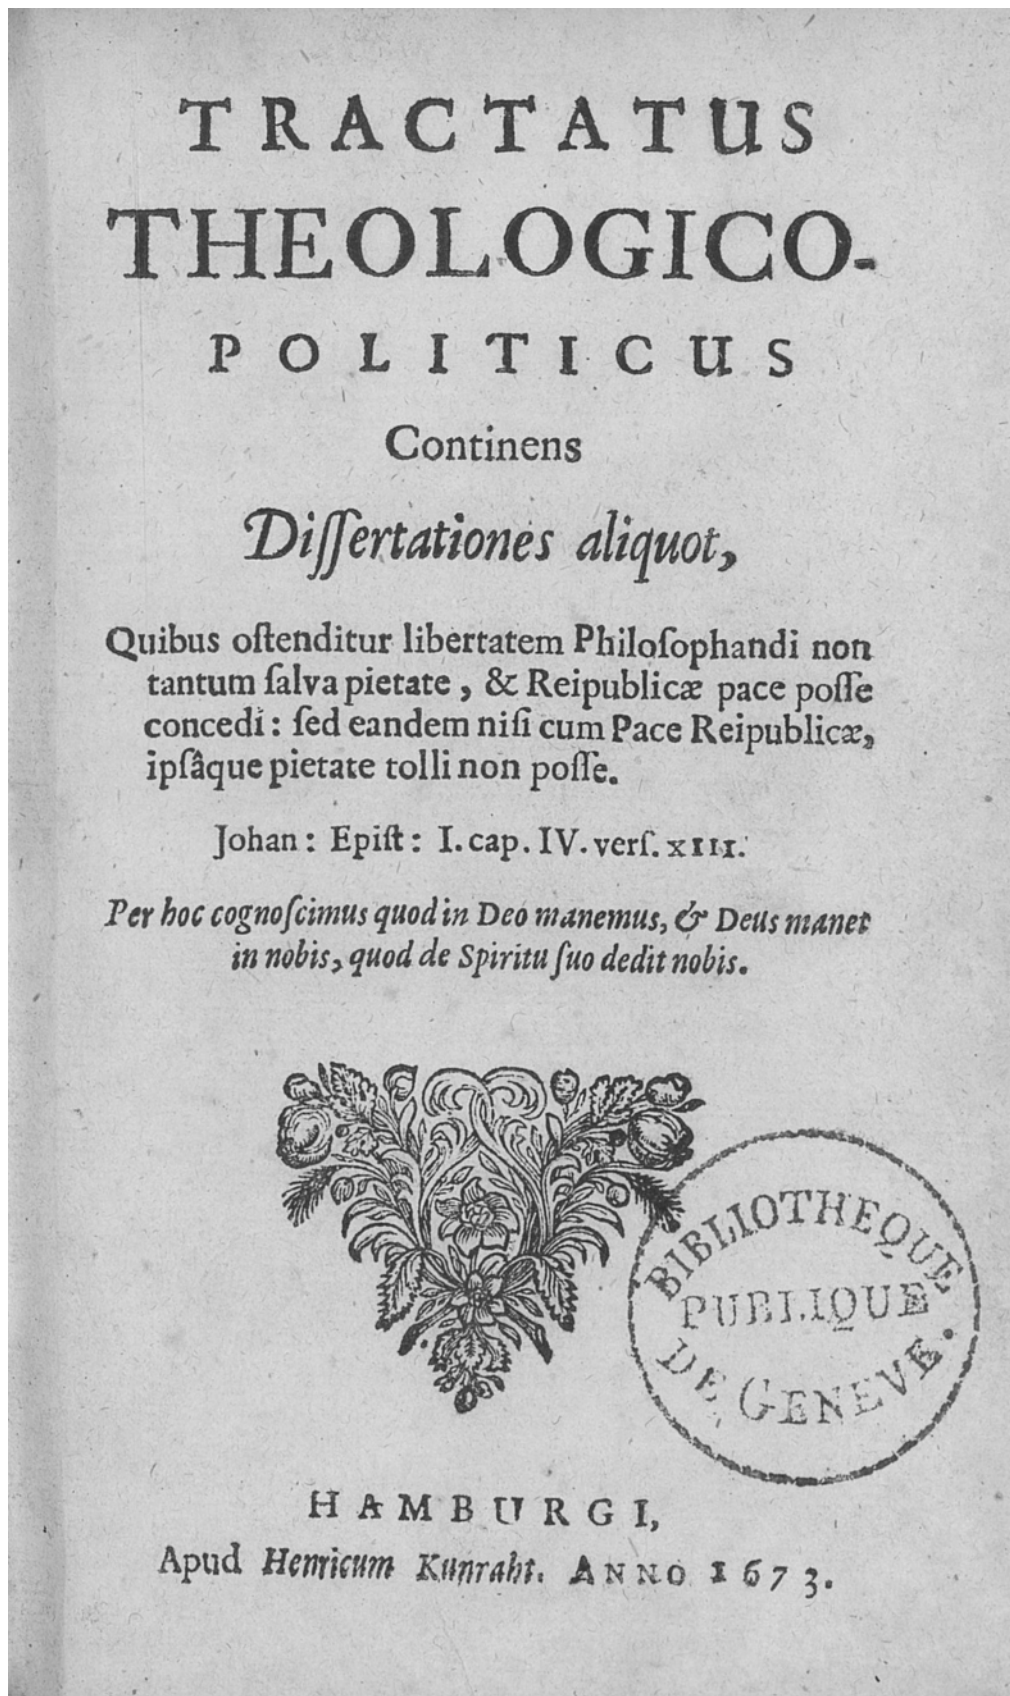 TRACTATUS
THEOLOGICO-
POLITICUS
Continens
Diſſertationes aliquot,
Quibus oſtenditur libertatem Philoſophandi non
tantum ſalva pietate, & Reipublicæ pace poſſe
concedi: ſed eandem niſi cum Pace Reipublicæ,
ipſâque pietate tolli non poſſe.
Johan: Epiſt: I. cap. IV. verſ. XIII.
Per hoc cognoſcimus quod in Deo manemus, & Deus manet
in nobis, quod de Spiritu ſuo dedit nobis.
BIBLIOTHEQUE
PUBLIQUE
DE GENEVE.
HAMBURGI,
Apud Henricum Kunraht. ANNO 1673.